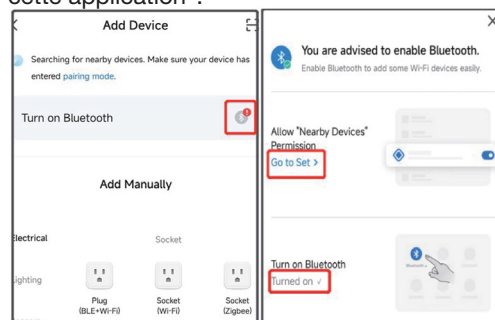 cette application".
Add Device
Searching for nearby devices. Make sure your device has
entered pairing mode.
Turn on Bluetooth
Add Manually
Electrical
Socket
Lighting
Plug
(BLE+Wi-Fi)
Socket
(Wi-Fi)
Socket
(Zigbee)
You are advised to enable Bluetooth.
Enable Bluetooth to add some Wi-Fi devices easily.
Allow "Nearby Devices"
Permission
Go to Set >
Turn on Bluetooth
Turned on √